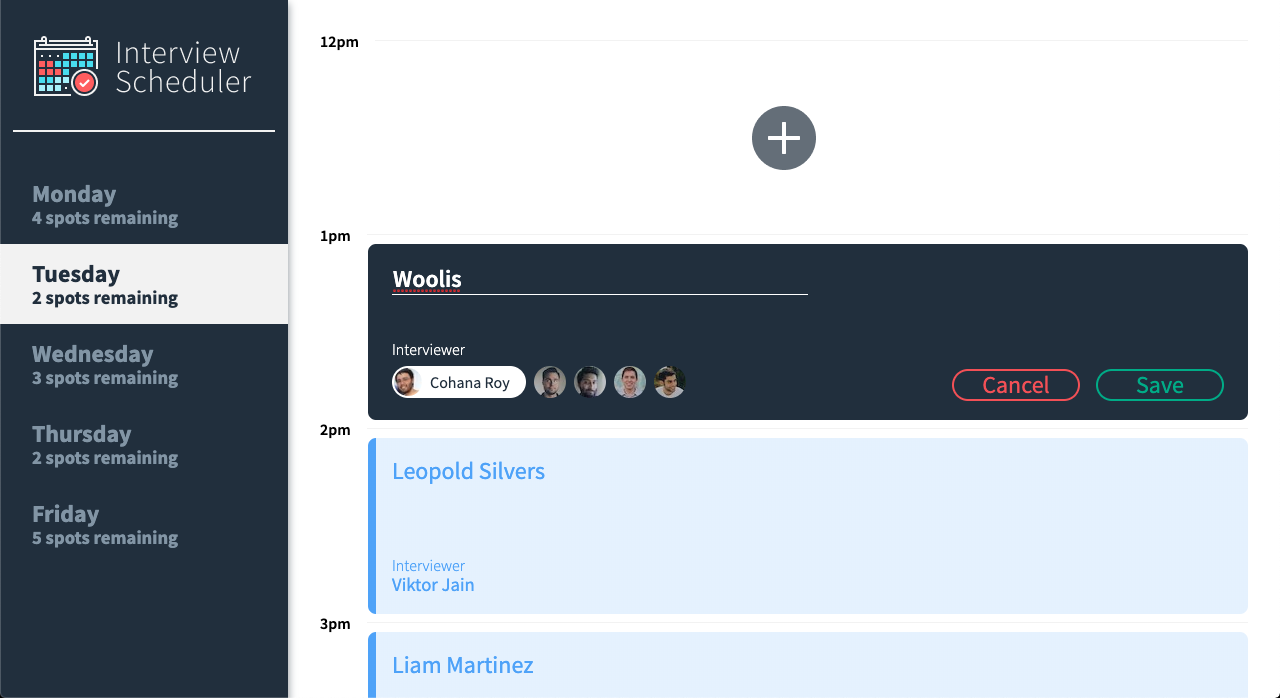 Interview
Scheduler
Monday
4 spots remaining
Tuesday
2 spots remaining
Wednesday
3 spots remaining
Thursday
2 spots remaining
Friday
5 spots remaining
12pm
1pm
Woolis
Interviewer
Cohana Roy
Cancel
Save
2pm
Leopold Silvers
Interviewer
Viktor Jain
3pm
Liam Martinez